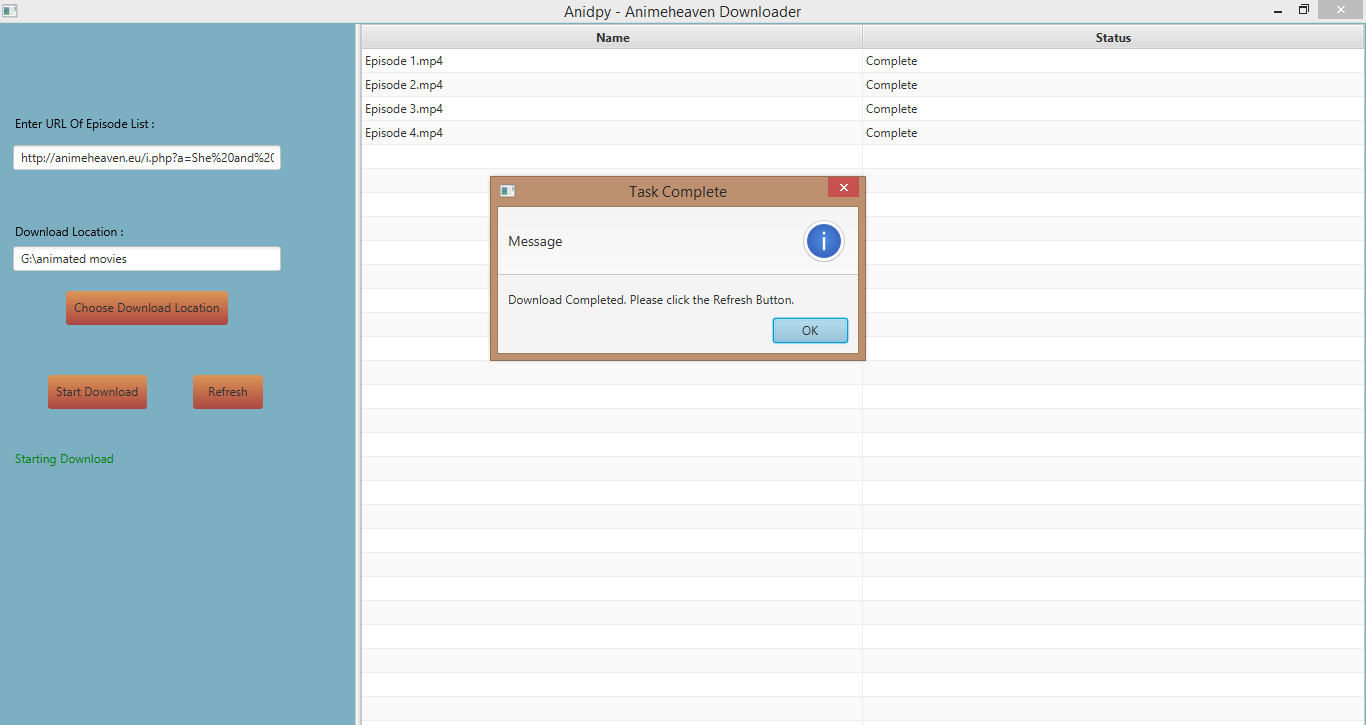 Anidpy - Animeheaven Downloader
Enter URL Of Episode List :
http://animeheaven.eu/i.php?a=She%20and%20
Download Location :
G:\animated movies
Choose Download Location
Start Download
Refresh
Starting Download
Name
Status
Episode 1.mp4
Complete
Episode 2.mp4
Complete
Episode 3.mp4
Complete
Episode 4.mp4
Complete
Task Complete
Message
Download Completed. Please click the Refresh Button.
OK